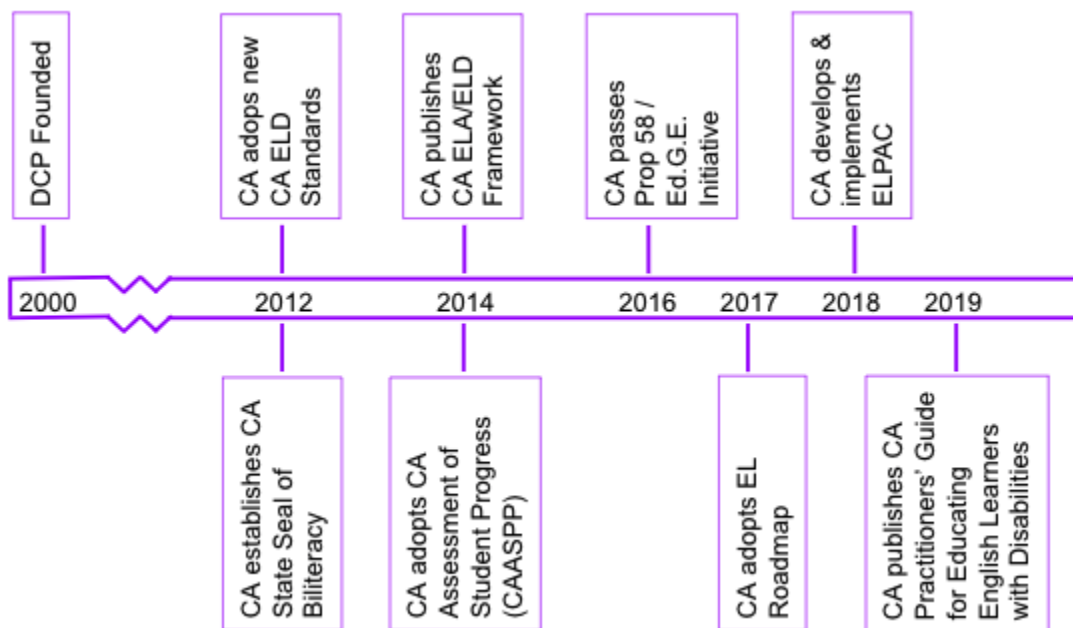 DCP Founded
CA adops new
CA ELD
Standards
CA publishes
CA ELA/ELD
Framework
CA passes
Prop 58 /
Ed.G.E.
Initiative
CA develops &
implements
ELPAC
2000
2012
2014
2016
2017
2018
2019
CA establishes CA
State Seal of
Biliteracy
CA adopts CA
Assessment of
Student Progress
(CAASPP)
CA adopts EL
Roadmap
CA publishes CA
Practitioners’ Guide
for Educating
English Learners
with Disabilities